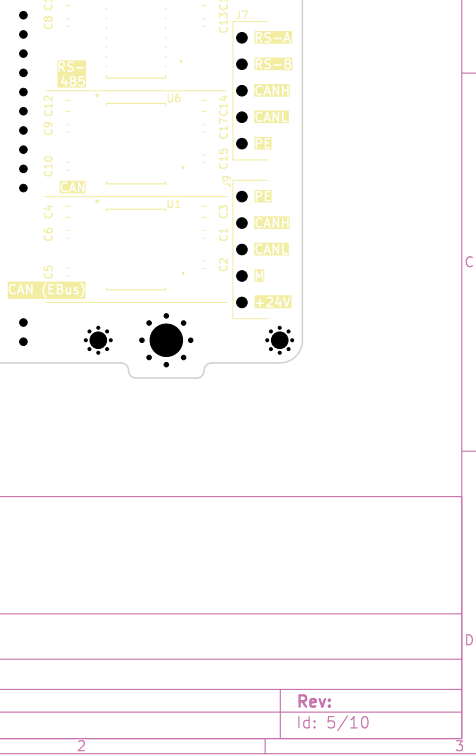 C8
C13
J7
RS-A
RS-
485
RS-B
CANH
C12
U6
C14
CANL
C9
C17
PE
C10
C15
CAN
J9
PE
U1
C4
C3
CANH
C6
C1
CANL
C5
C2
M
CAN (EBus)
+24V
C
D
Rev:
Id: 5/10
2
3